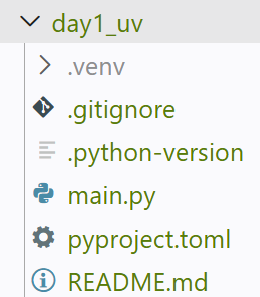 day1_uv
.venv
.gitignore
.python-version
main.py
pyproject.toml
README.md